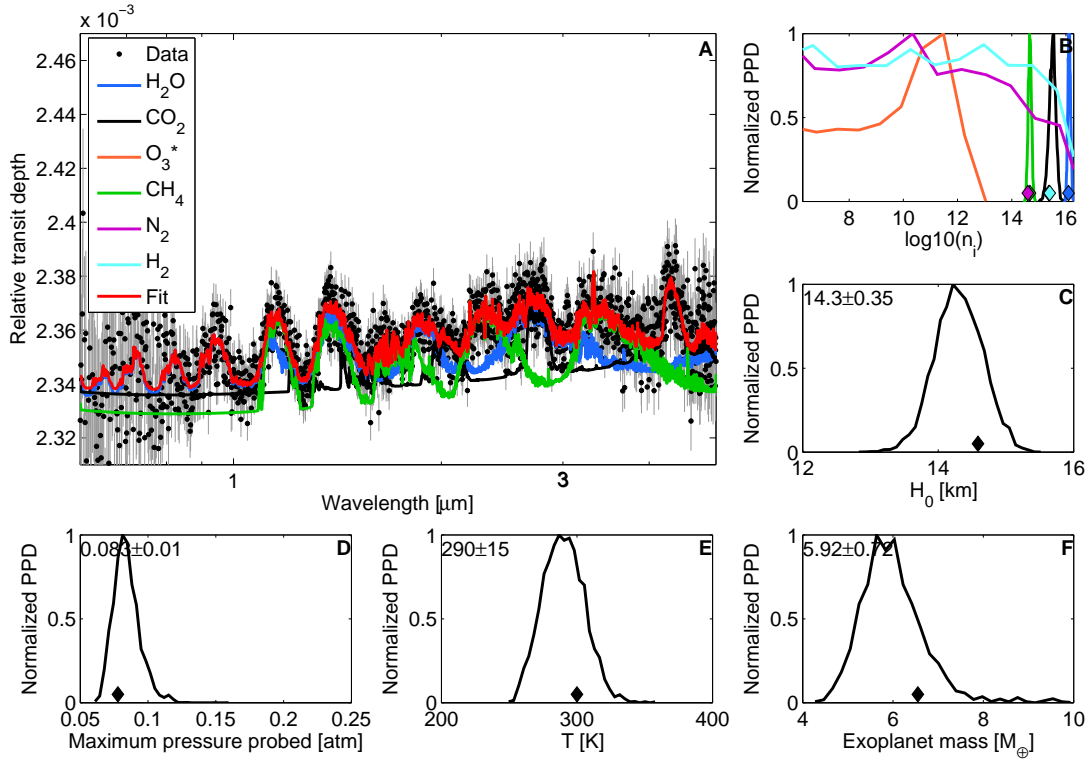 x 10⁻³
A
2.46
2.44
2.42
2.4
2.38
2.36
2.34
2.32
Relative transit depth
Data
H₂O
CO₂
O₃*
CH₄
N₂
H₂
Fit
1
3
Wavelength [μm]
B
1
0.5
0
Normalized PPD
8
10
12
14
16
log10(nᵢ)
C
14.3±0.35
1
0.5
0
Normalized PPD
12
14
16
H₀ [km]
D
0.083±0.01
1
0.5
0
Normalized PPD
0.05
0.1
0.15
0.2
0.25
Maximum pressure probed [atm]
E
290±15
1
0.5
0
Normalized PPD
200
300
400
T [K]
F
5.92±0.72
1
0.5
0
Normalized PPD
4
6
8
10
Exoplanet mass [M⊕]